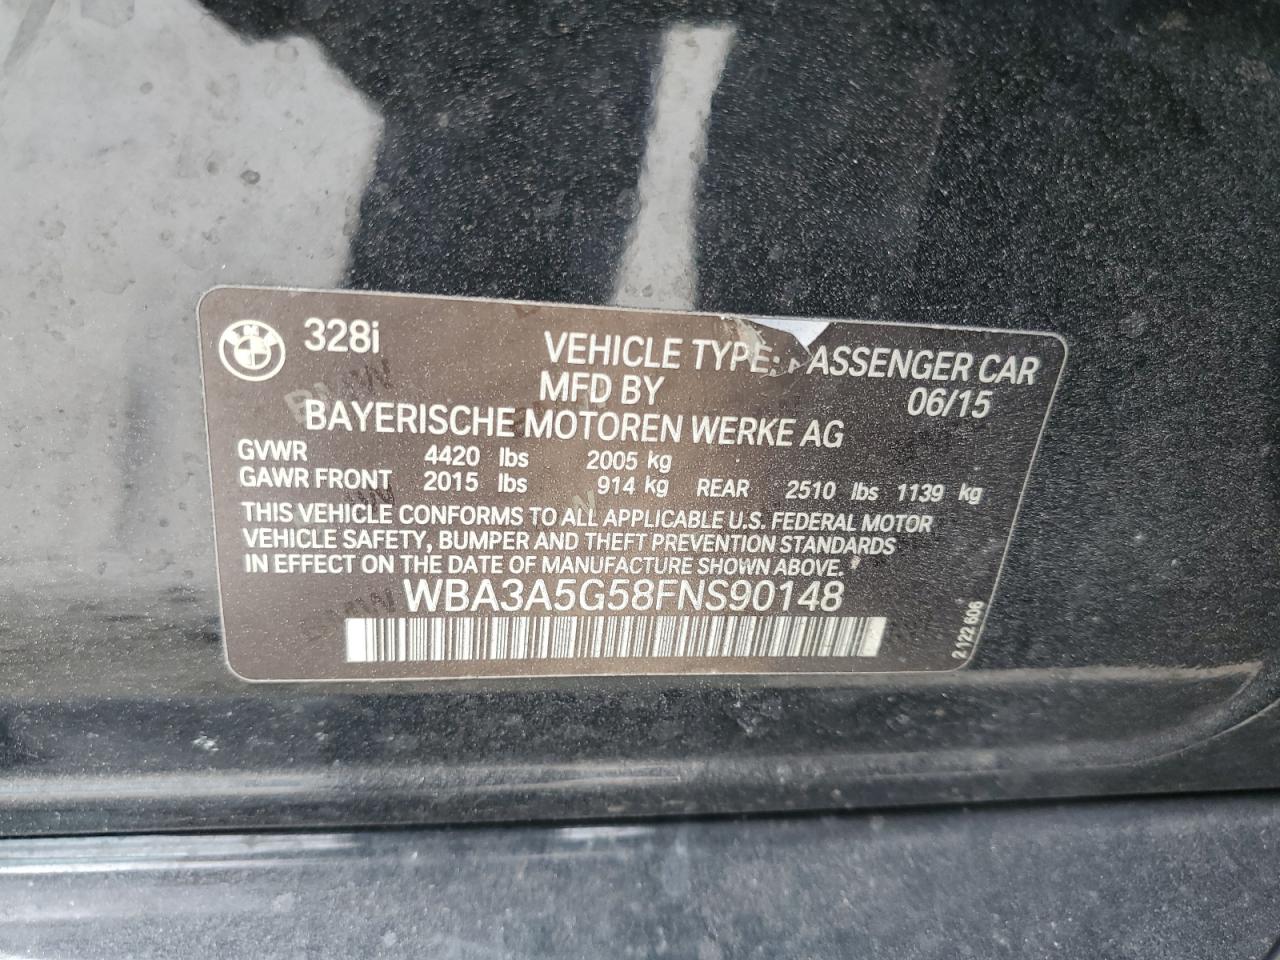 328i
VEHICLE TYPE: ASSENGER CAR
MFD BY 06/15
BAYERISCHE MOTOREN WERKE AG
GVWR 4420 lbs 2005 kg
GAWR FRONT 2015 lbs 914 kg REAR 2510 lbs 1139 kg
THIS VEHICLE CONFORMS TO ALL APPLICABLE U.S. FEDERAL MOTOR
VEHICLE SAFETY, BUMPER AND THEFT PREVENTION STANDARDS
IN EFFECT ON THE DATE OF MANUFACTURE SHOWN ABOVE.
WBA3A5G58FNS90148
2 122 606